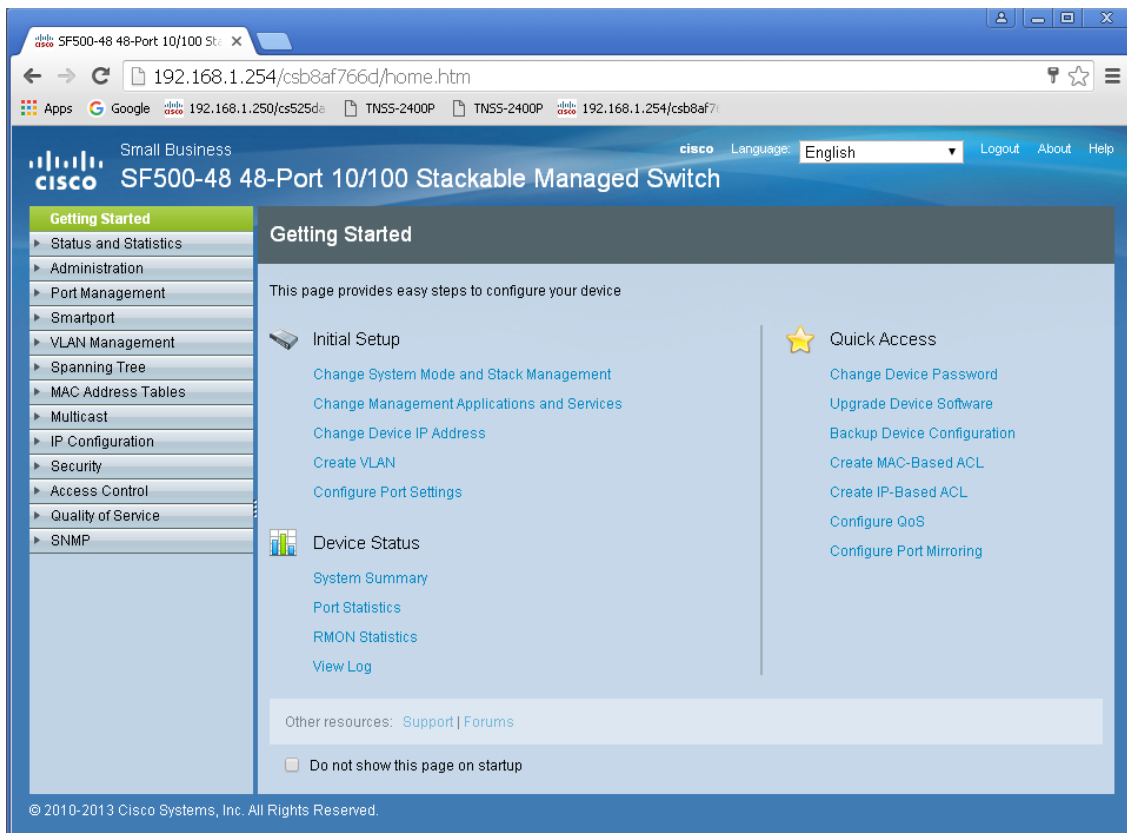 SF500-48 48-Port 10/100 Sta
192.168.1.254/csb8af766d/home.htm
Apps Google 192.168.1.250/cs525da TNSS-2400P TNSS-2400P 192.168.1.254/csb8af7
Small Business
cisco Language: English Logout About Help
CISCO
SF500-48 48-Port 10/100 Stackable Managed Switch
Getting Started
Status and Statistics
Administration
Port Management
Smartport
VLAN Management
Spanning Tree
MAC Address Tables
Multicast
IP Configuration
Security
Access Control
Quality of Service
SNMP
Getting Started
This page provides easy steps to configure your device
Initial Setup
Change System Mode and Stack Management
Change Management Applications and Services
Change Device IP Address
Create VLAN
Configure Port Settings
Device Status
System Summary
Port Statistics
RMON Statistics
View Log
Quick Access
Change Device Password
Upgrade Device Software
Backup Device Configuration
Create MAC-Based ACL
Create IP-Based ACL
Configure QoS
Configure Port Mirroring
Other resources: Support | Forums
Do not show this page on startup
© 2010-2013 Cisco Systems, Inc. All Rights Reserved.